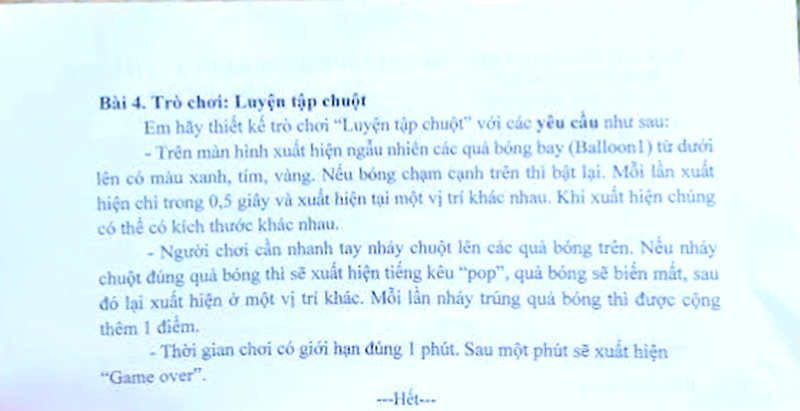 Bài 4. Trò chơi: Luyện tập chuột
Em hãy thiết kế trò chơi “Luyện tập chuột” với các yêu cầu như sau:
- Trên màn hình xuất hiện ngẫu nhiên các quả bóng bay (Balloon1) từ dưới
lên có màu xanh, tím, vàng. Nếu bóng chạm cạnh trên thì bật lại. Mỗi lần xuất
hiện chỉ trong 0,5 giây và xuất hiện tại một vị trí khác nhau. Khi xuất hiện chúng
có thể có kích thước khác nhau.
- Người chơi cần nhanh tay nháy chuột lên các quả bóng trên. Nếu nháy
chuột đúng quả bóng thì sẽ xuất hiện tiếng kêu “pop”, quả bóng sẽ biến mất, sau
đó lại xuất hiện ở một vị trí khác. Mỗi lần nháy trúng quả bóng thì được cộng
thêm 1 điểm.
- Thời gian chơi có giới hạn đúng 1 phút. Sau một phút sẽ xuất hiện
“Game over”.
---Hết---